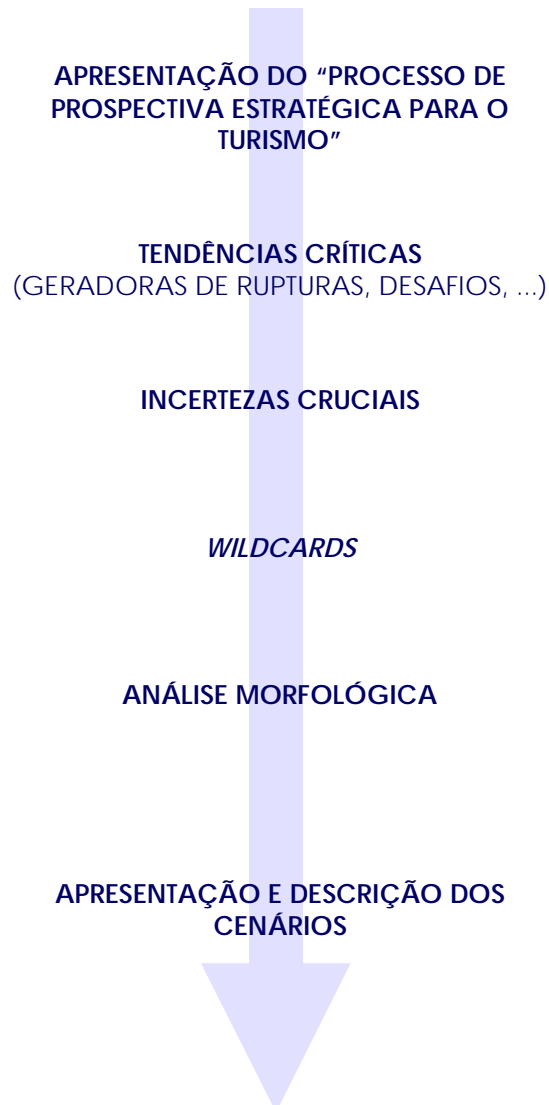 APRESENTAÇÃO DO “PROCESSO DE
PROSPECTIVA ESTRATÉGICA PARA O
TURISMO”
TENDÊNCIAS CRÍTICAS
(GERADORAS DE RUPTURAS, DESAFIOS, ...)
INCERTEZAS CRUCIAIS
WILDCARDS
ANÁLISE MORFOLÓGICA
APRESENTAÇÃO E DESCRIÇÃO DOS
CENÁRIOS